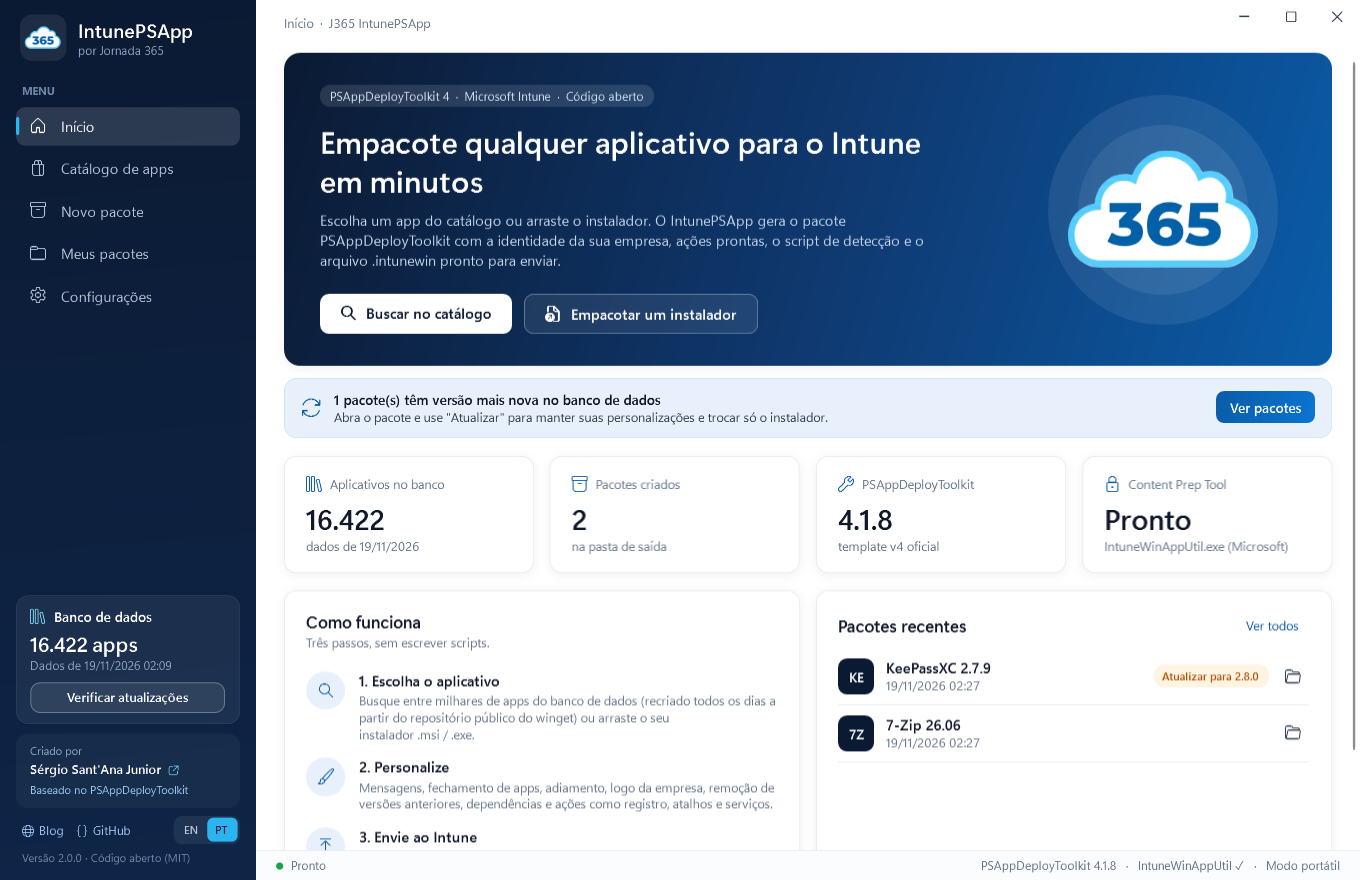 365
IntunePSApp
por Jornada 365
MENU
Início
Catálogo de apps
Novo pacote
Meus pacotes
Configurações
Banco de dados
16.422 apps
Dados de 19/11/2026 02:09
Verificar atualizações
Criado por
Sérgio Sant'Ana Junior
Baseado no PSAppDeployToolkit
Blog
{} GitHub
EN
PT
Versão 2.0.0 · Código aberto (MIT)
Início · J365 IntunePSApp
PSAppDeployToolkit 4 · Microsoft Intune · Código aberto
Empacote qualquer aplicativo para o Intune
em minutos
Escolha um app do catálogo ou arraste o instalador. O IntunePSApp gera o pacote
PSAppDeployToolkit com a identidade da sua empresa, ações prontas, o script de detecção e o
arquivo .intunewin pronto para enviar.
Buscar no catálogo
Empacotar um instalador
365
1 pacote(s) têm versão mais nova no banco de dados
Abra o pacote e use "Atualizar" para manter suas personalizações e trocar só o instalador.
Ver pacotes
Aplicativos no banco
16.422
dados de 19/11/2026
Pacotes criados
2
na pasta de saída
PSAppDeployToolkit
4.1.8
template v4 oficial
Content Prep Tool
Pronto
IntuneWinAppUtil.exe (Microsoft)
Como funciona
Três passos, sem escrever scripts.
1. Escolha o aplicativo
Busque entre milhares de apps do banco de dados (recriado todos os dias a
partir do repositório público do winget) ou arraste o seu
instalador .msi / .exe.
2. Personalize
Mensagens, fechamento de apps, adiamento, logo da empresa, remoção de
versões anteriores, dependências e ações como registro, atalhos e serviços.
3. Envie ao Intune
Pacotes recentes
Ver todos
KE
KeePassXC 2.7.9
19/11/2026 02:27
Atualizar para 2.8.0
7Z
7-Zip 26.06
19/11/2026 02:27
Pronto
PSAppDeployToolkit 4.1.8 · IntuneWinAppUtil ✓ · Modo portátil